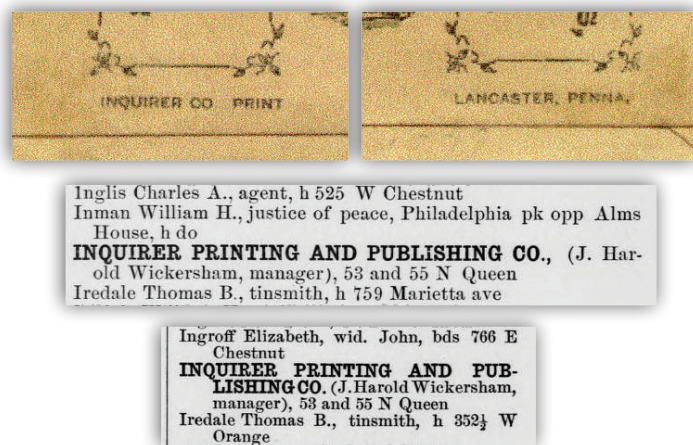 INQUIRER CO PRINT
LANCASTER, PENNA.
Inglis Charles A., agent, h 525 W Chestnut
Inman William H., justice of peace, Philadelphia pk opp Alms
House, h do
INQUIRER PRINTING AND PUBLISHING CO., (J. Har-
old Wickersham, manager), 53 and 55 N Queen
Iredale Thomas B., tinsmith, h 759 Marietta ave
Ingroff Elizabeth, wid. John, bds 766 E
Chestnut
INQUIRER PRINTING AND PUB-
LISHING CO. (J. Harold Wickersham,
manager), 53 and 55 N Queen
Iredale Thomas B., tinsmith, h 352½ W
Orange